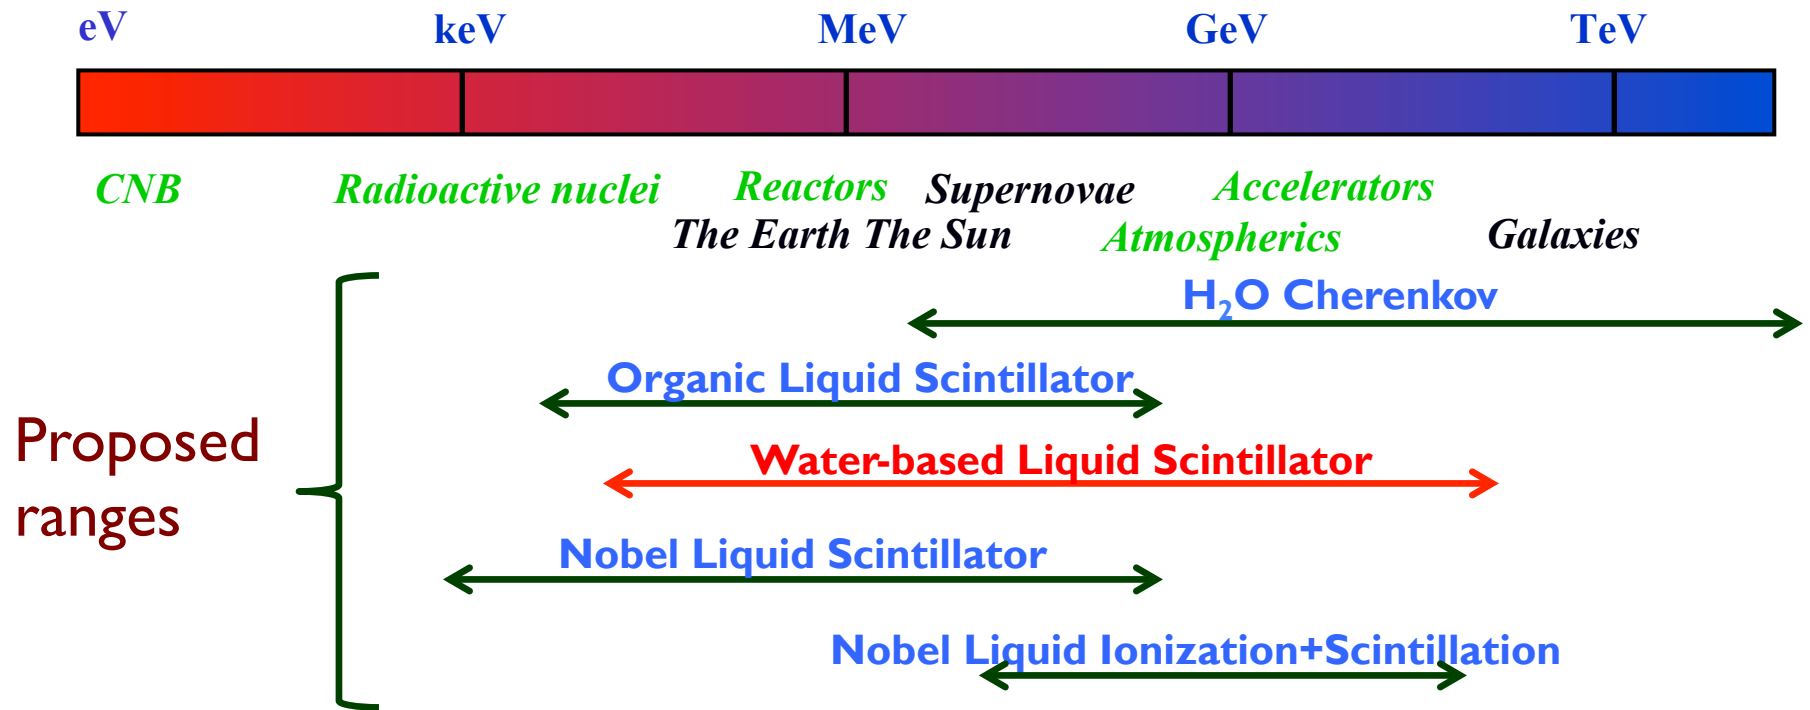 eV keV MeV GeV TeV
CNB Radioactive nuclei Reactors Supernovae Accelerators
The Earth The Sun Atmospherics Galaxies
H₂O Cherenkov
Organic Liquid Scintillator
Proposed
ranges
Water-based Liquid Scintillator
Nobel Liquid Scintillator
Nobel Liquid Ionization+Scintillation